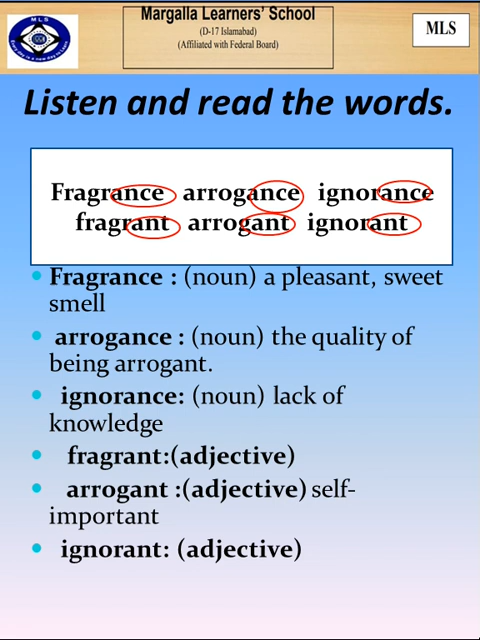 MLS
Margalla Learners' School
(D-17 Islamabad)
(Affiliated with Federal Board)
MLS
Listen and read the words.
Fragrance arrogance ignorance
fragrant arrogant ignorant
• Fragrance : (noun) a pleasant, sweet
smell
• arrogance : (noun) the quality of
being arrogant.
• ignorance: (noun) lack of
knowledge
• fragrant:(adjective)
• arrogant :(adjective) self-
important
• ignorant: (adjective)